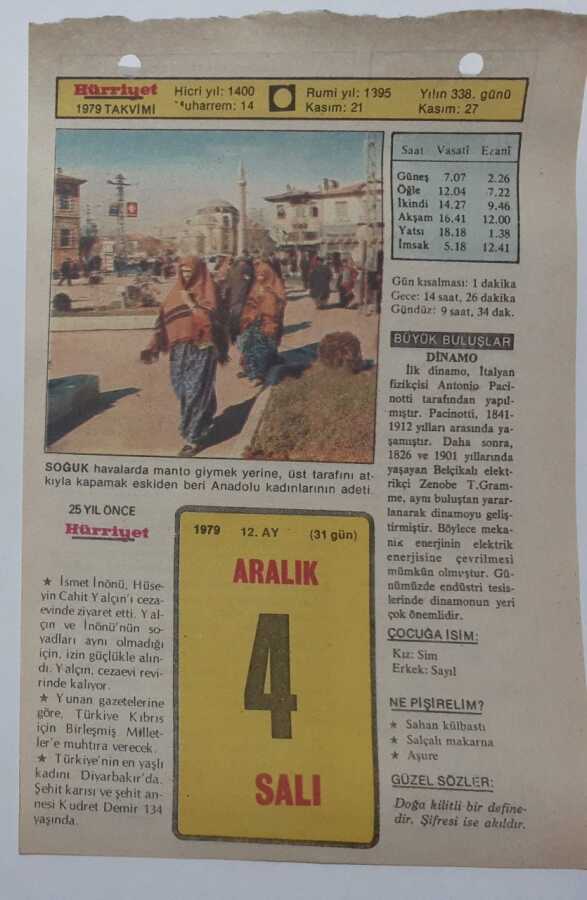 Hürriyet
1979 TAKVİMİ
Hicri yıl: 1400
Muharrem: 14
Rumi yıl: 1395
Kasım: 21
Yılın 338. günü
Kasım: 27
Saat Vasatî Ezanî
Güneş 7.07 2.26
Öğle 12.04 7.22
İkindi 14.27 9.46
Akşam 16.41 12.00
Yatsı 18.18 1.38
İmsak 5.18 12.41
Gün kısalması: 1 dakika
Gece: 14 saat, 26 dakika
Gündüz: 9 saat, 34 dak.
SOĞUK havalarda manto giymek yerine, üst tarafını at-
kıyla kapamak eskiden beri Anadolu kadınlarının adeti.
25 YIL ÖNCE
Hürriyet
★ İsmet İnönü, Hüse-
yin Cahit Yalçın'ı ceza-
evinde ziyaret etti. Yal-
çın ve İnönü'nün so-
yadları aynı olmadığı
için, izin güçlükle alın-
dı. Yalçın, cezaevi revi-
rinde kalıyor.
★ Yunan gazetelerine
göre, Türkiye Kıbrıs
için Birleşmiş Millet-
ler'e muhtıra verecek.
★ Türkiye'nin en yaşlı
kadını Diyarbakır'da.
Şehit karısı ve şehit an-
nesi Kudret Demir 134
yaşında.
1979 12. AY (31 gün)
ARALIK
4
SALI
BÜYÜK BULUŞLAR
DİNAMO
İlk dinamo, İtalyan
fizikçisi Antonio Paci-
notti tarafından yapıl-
mıştır. Pacinotti, 1841-
1912 yılları arasında ya-
şamıştır. Daha sonra,
1826 ve 1901 yıllarında
yaşayan Belçikalı elekt-
rikçi Zenobe T.Gram-
me, aynı buluştan yarar-
lanarak dinamoyu geliş-
tirmiştir. Böylece meka-
nik enerjinin elektrik
enerjisine çevrilmesi
mümkün olmuştur. Gü-
nümüzde endüstri tesis-
lerinde dinamonun yeri
çok önemlidir.
ÇOCUĞA İSİM:
Kız: Sim
Erkek: Sayıl
NE PİŞİRELİM?
★ Sahan külbastı
★ Salçalı makarna
★ Aşure
GÜZEL SÖZLER:
Doğa kilitli bir define-
dir. Şifresi ise akıldır.